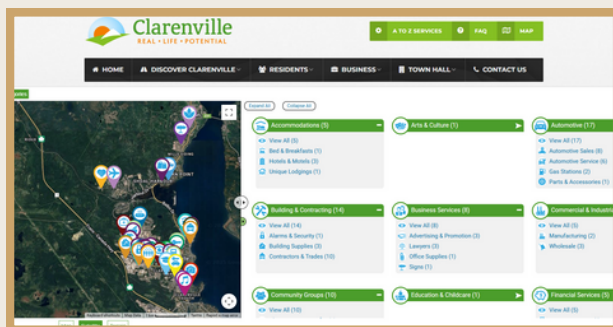 Clarenville
REAL • LIFE • POTENTIAL
A TO Z SERVICES
FAQ
MAP
HOME
DISCOVER CLARENVILLE
RESIDENTS
BUSINESS
TOWN HALL
CONTACT US
Expand All
Collapse All
Accommodations (5)
View All (5)
Bed & Breakfasts (1)
Hotels & Motels (3)
Unique Lodgings (1)
Arts & Culture (1)
Automotive (17)
View All (17)
Automotive Sales (8)
Automotive Service (6)
Gas Stations (2)
Parts & Accessories (1)
Building & Contracting (14)
View All (14)
Alarms & Security (1)
Building Supplies (3)
Contractors & Trades (10)
Business Services (8)
View All (8)
Advertising & Promotion (3)
Lawyers (3)
Office Supplies (1)
Signs (1)
Commercial & Industri
View All (5)
Manufacturing (2)
Wholesale (3)
Community Groups (10)
View All (10)
Education & Childcare (1)
Financial Services (5)
View All (5)